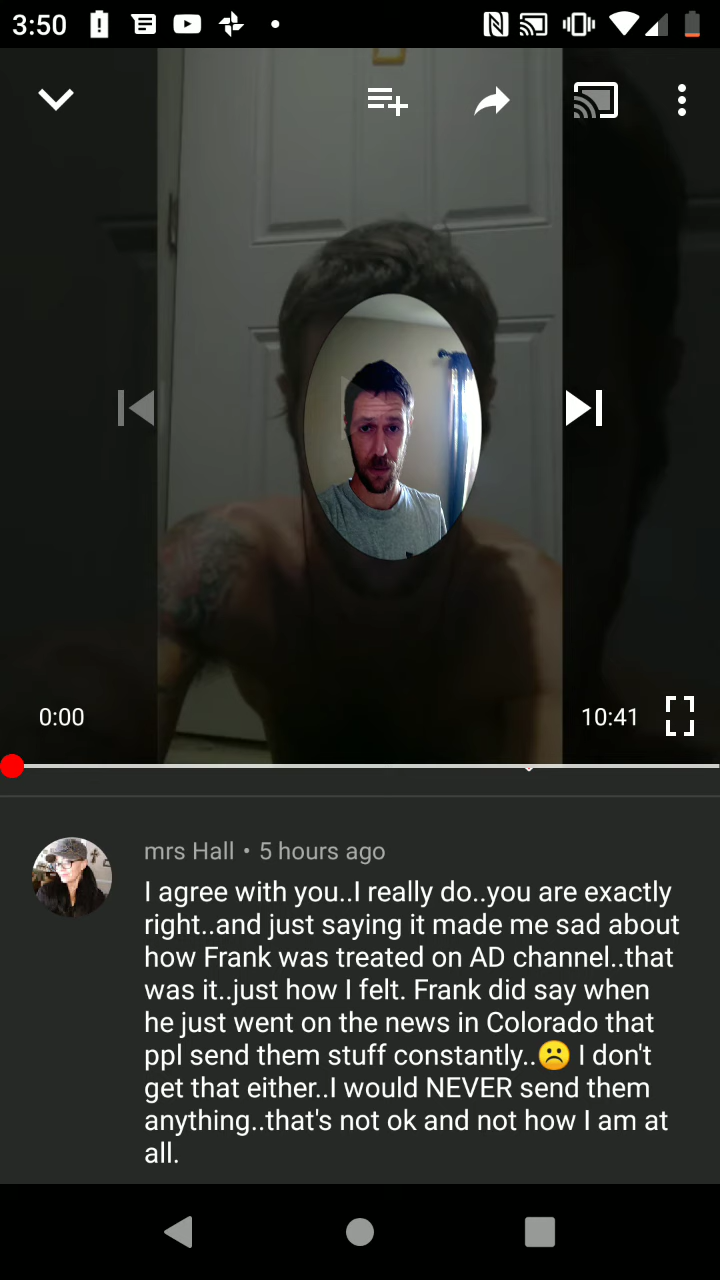 3:50
0:00
10:41
mrs Hall • 5 hours ago
I agree with you..I really do..you are exactly
right..and just saying it made me sad about
how Frank was treated on AD channel..that
was it..just how I felt. Frank did say when
he just went on the news in Colorado that
ppl send them stuff constantly..☹️ I don't
get that either..I would NEVER send them
anything..that's not ok and not how I am at
all.